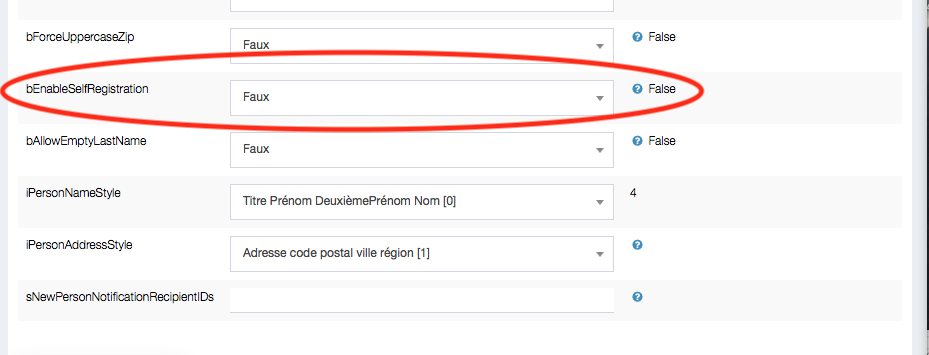 bForceUppercaseZip Faux False
bEnableSelfRegistration Faux False
bAllowEmptyLastName Faux False
iPersonNameStyle Titre Prénom DeuxièmePrénom Nom [0] 4
iPersonAddressStyle Adresse code postal ville région [1]
sNewPersonNotificationRecipientIDs